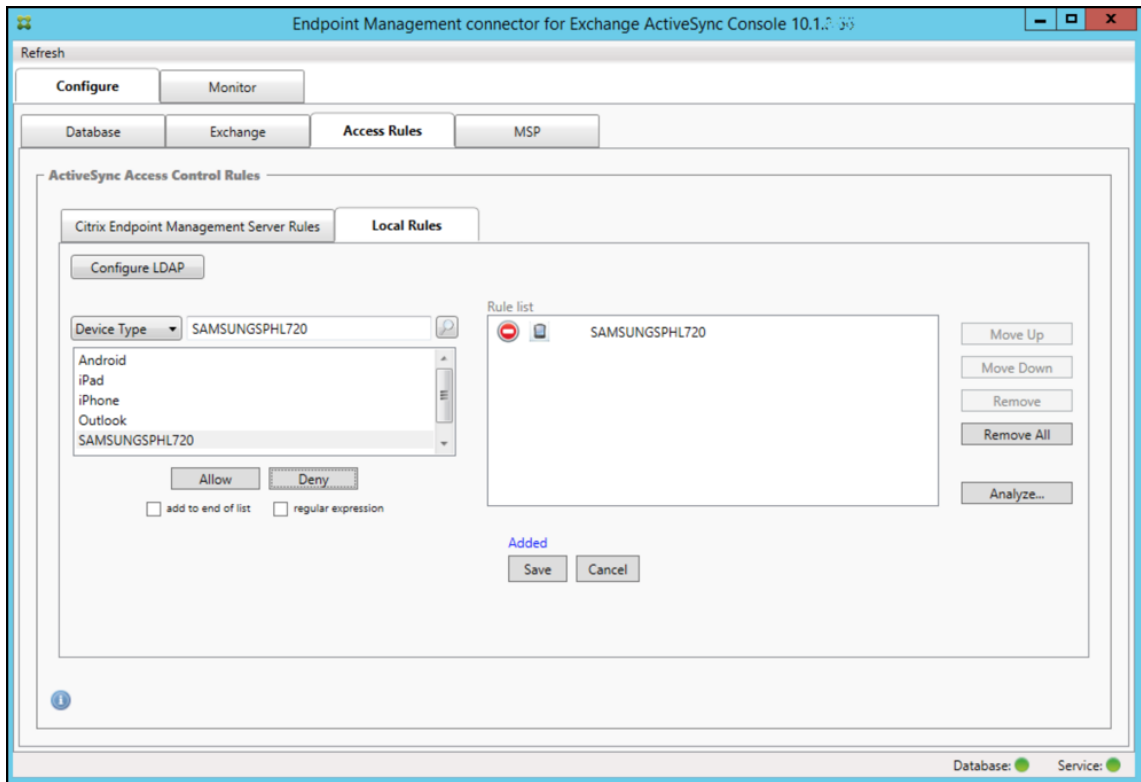 Endpoint Management connector for Exchange ActiveSync Console
Refresh
Configure Monitor
Database Exchange Access Rules MSP
ActiveSync Access Control Rules
Citrix Endpoint Management Server Rules Local Rules
Configure LDAP
Rule list
Device Type SAMSUNGSPHL720
SAMSUNGSPHL720
Move Up
Android
iPad
Move Down
iPhone
Remove
Outlook
SAMSUNGSPHL720
Remove All
Allow Deny
Analyze...
add to end of list regular expression
Added
Save Cancel
Database: Service: